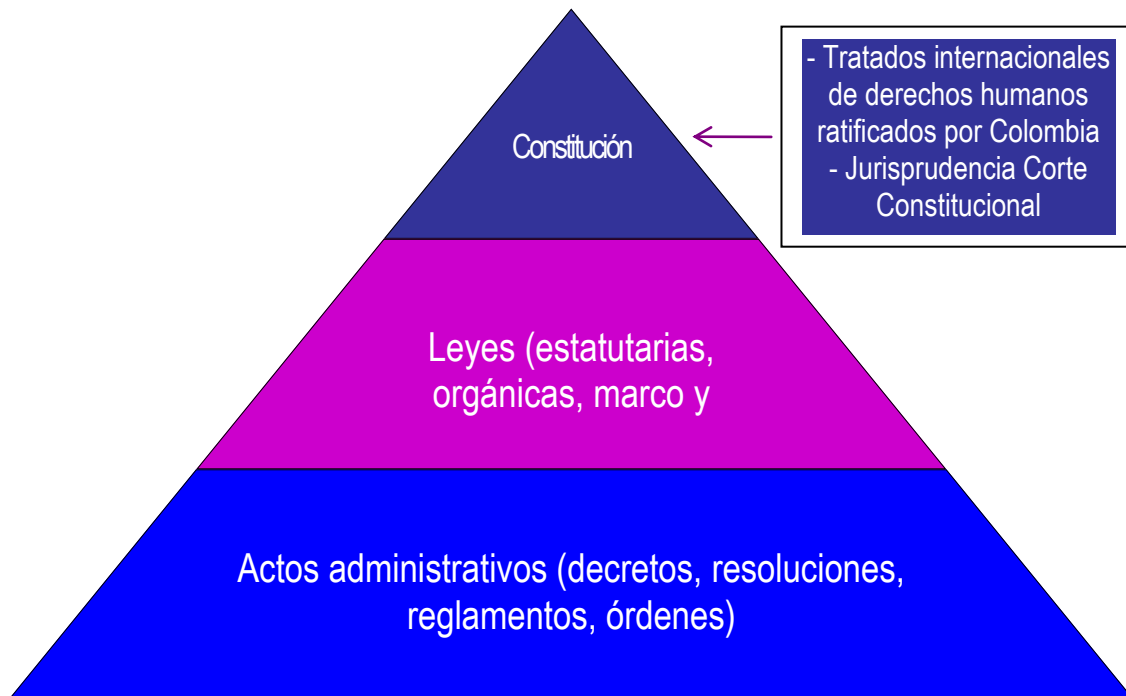 - Tratados internacionales
de derechos humanos
ratificados por Colombia
- Jurisprudencia Corte
Constitucional
Constitución
Leyes (estatutarias,
orgánicas, marco y
Actos administrativos (decretos, resoluciones,
reglamentos, órdenes)